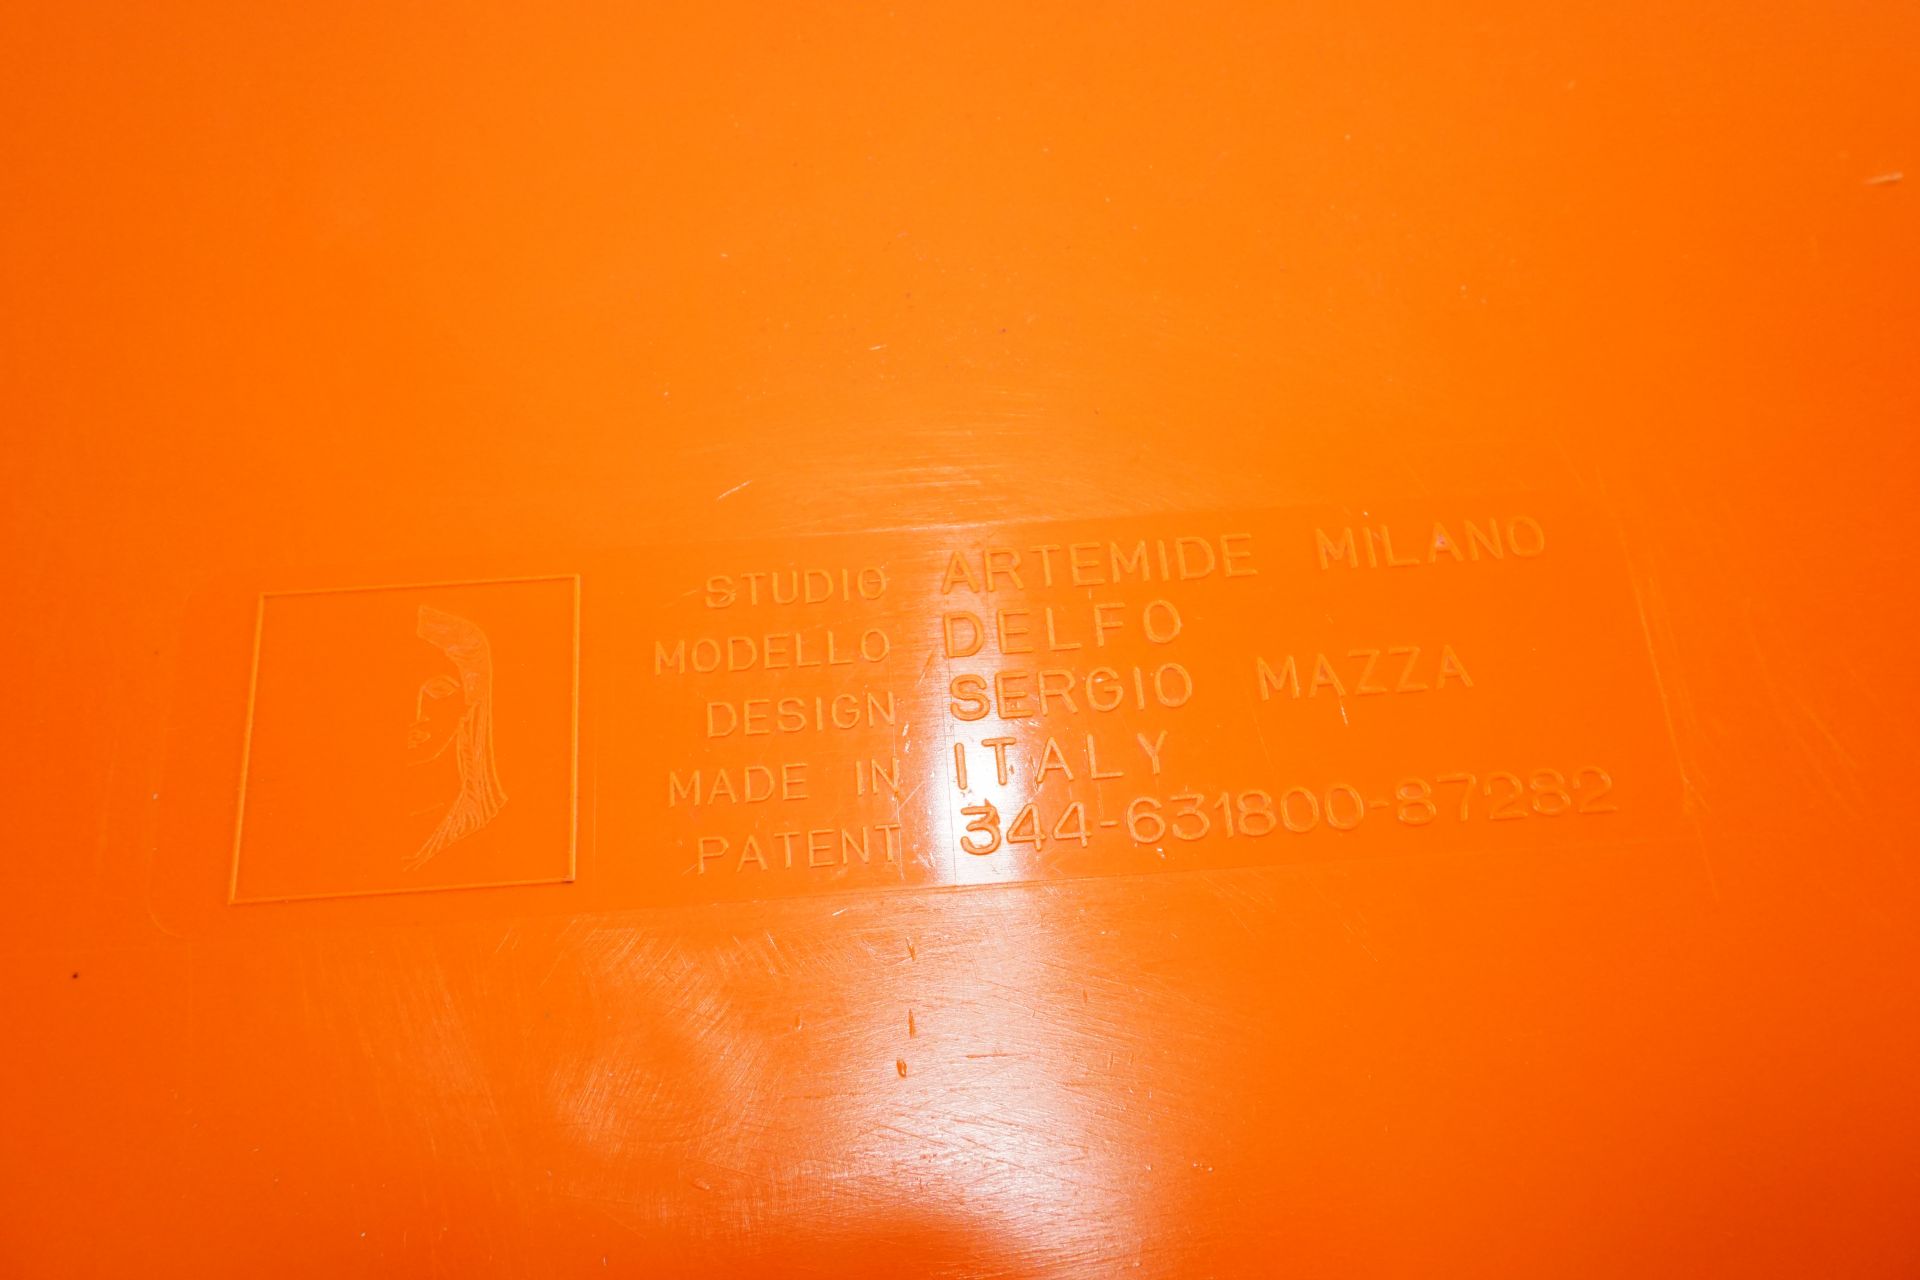 STUDIO ARTEMIDE MILANO
MODELLO DELFO
DESIGN SERGIO MAZZA
MADE IN ITALY
PATENT 344-631800-87282